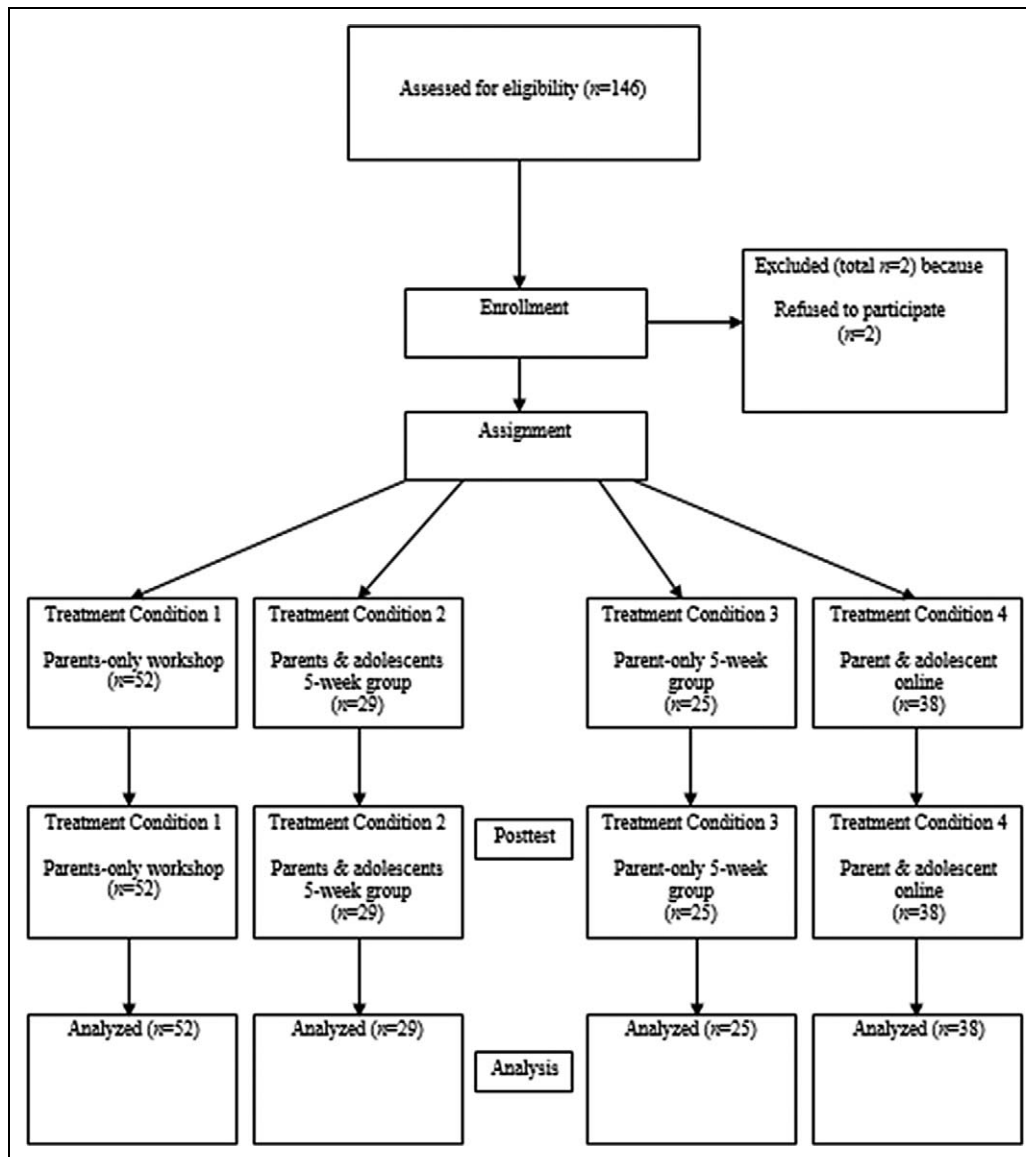 Assessed for eligibility (n=146)
Enrollment
Excluded (total n=2) because
Refused to participate
(n=2)
Assignment
Treatment Condition 1
Parents-only workshop
(n=52)
Treatment Condition 2
Parents & adolescents
5-week group
(n=29)
Treatment Condition 3
Parent-only 5-week
group
(n=25)
Treatment Condition 4
Parent & adolescent
online
(n=38)
Treatment Condition 1
Parents-only workshop
(n=52)
Treatment Condition 2
Parents & adolescents
5-week group
(n=29)
Posttest
Treatment Condition 3
Parent-only 5-week
group
(n=25)
Treatment Condition 4
Parent & adolescent
online
(n=38)
Analyzed (n=52)
Analyzed (n=29)
Analysis
Analyzed (n=25)
Analyzed (n=38)